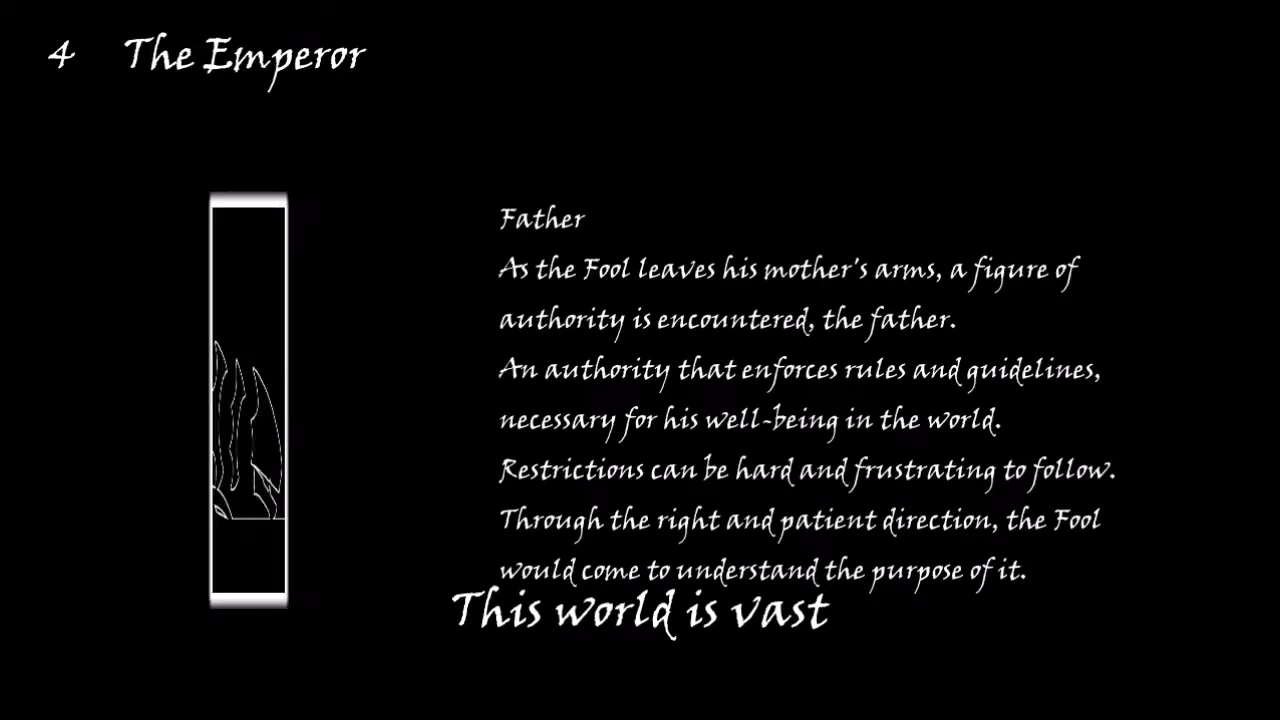 4 The Emperor
Father
As the Fool leaves his mother's arms, a figure of
authority is encountered, the father.
An authority that enforces rules and guidelines,
necessary for his well-being in the world.
Restrictions can be hard and frustrating to follow.
Through the right and patient direction, the Fool
would come to understand the purpose of it.
This world is vast